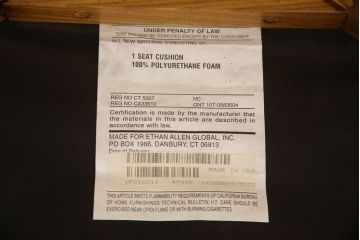 UNDER PENALTY OF LAW
THIS TAG NOT TO BE REMOVED EXCEPT BY THE CONSUMER
ALL NEW MATERIAL CONSISTING OF:
1 SEAT CUSHION
100% POLYURETHANE FOAM
REG NO CT 5007 NC
REG NO CA33510 ONT 107-0583504
Certification is made by the manufacturer that
the materials in this article are described in
accordance with law.
MADE FOR ETHAN ALLEN GLOBAL, INC.
PO BOX 1966, DANBURY, CT 06813
Date of Delivery
MADE IN USA
THIS ARTICLE MEETS FLAMMABILITY REQUIREMENTS OF CALIFORNIA BUREAU
OF HOME FURNISHINGS TECHNICAL BULLETIN 117. CARE SHOULD BE
EXERCISED NEAR OPEN FLAME OR WITH BURNING CIGARETTES